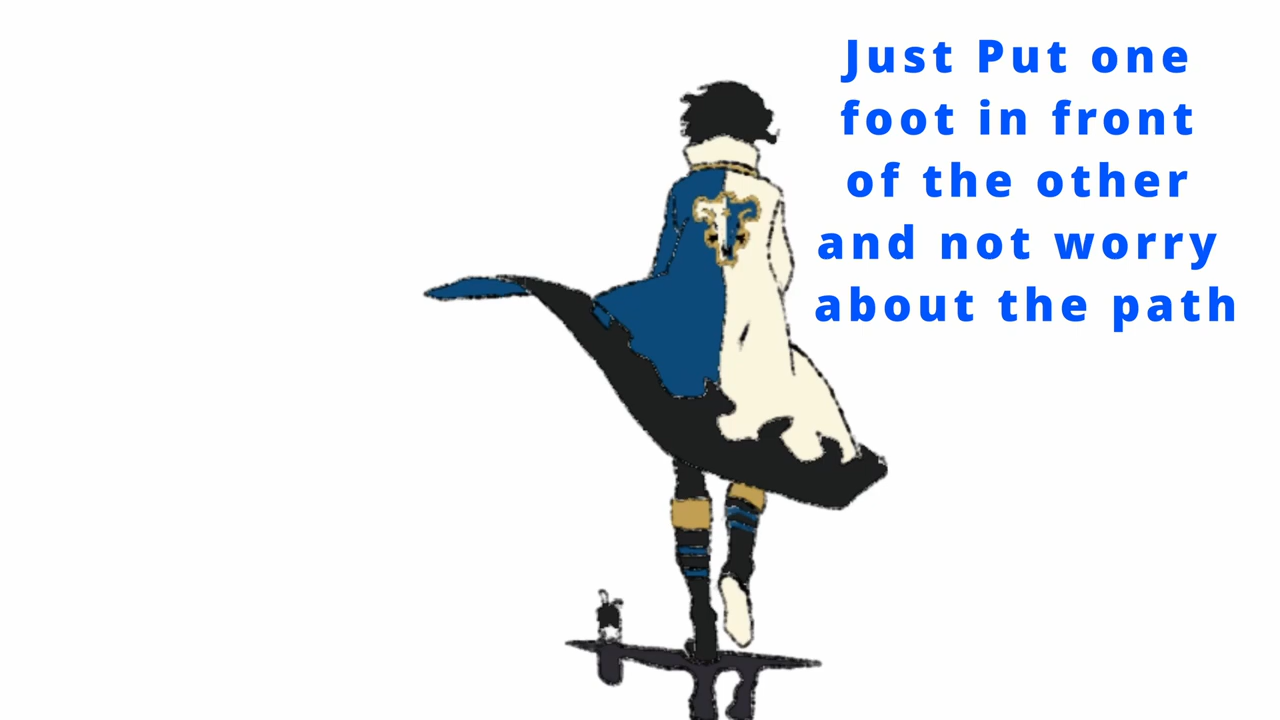 Just Put one
foot in front
of the other
and not worry
about the path